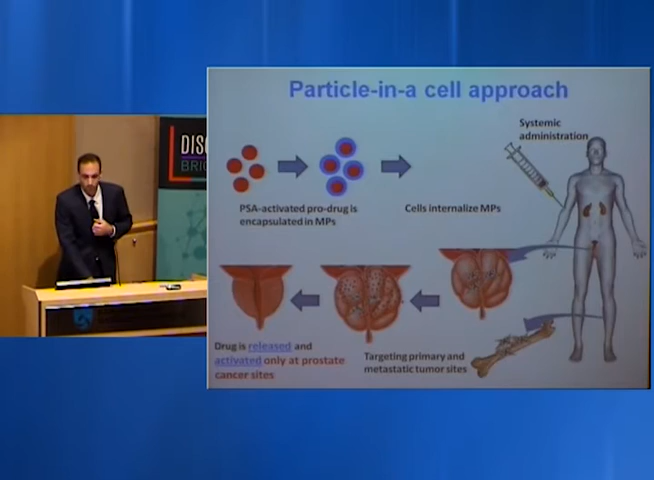 Particle-in-a cell approach
Systemic
administration
DISC
BRIG
PSA-activated pro-drug is
encapsulated in MPs
Cells internalize MPs
Drug is released and
activated only at prostate
cancer sites
Targeting primary and
metastatic tumor sites